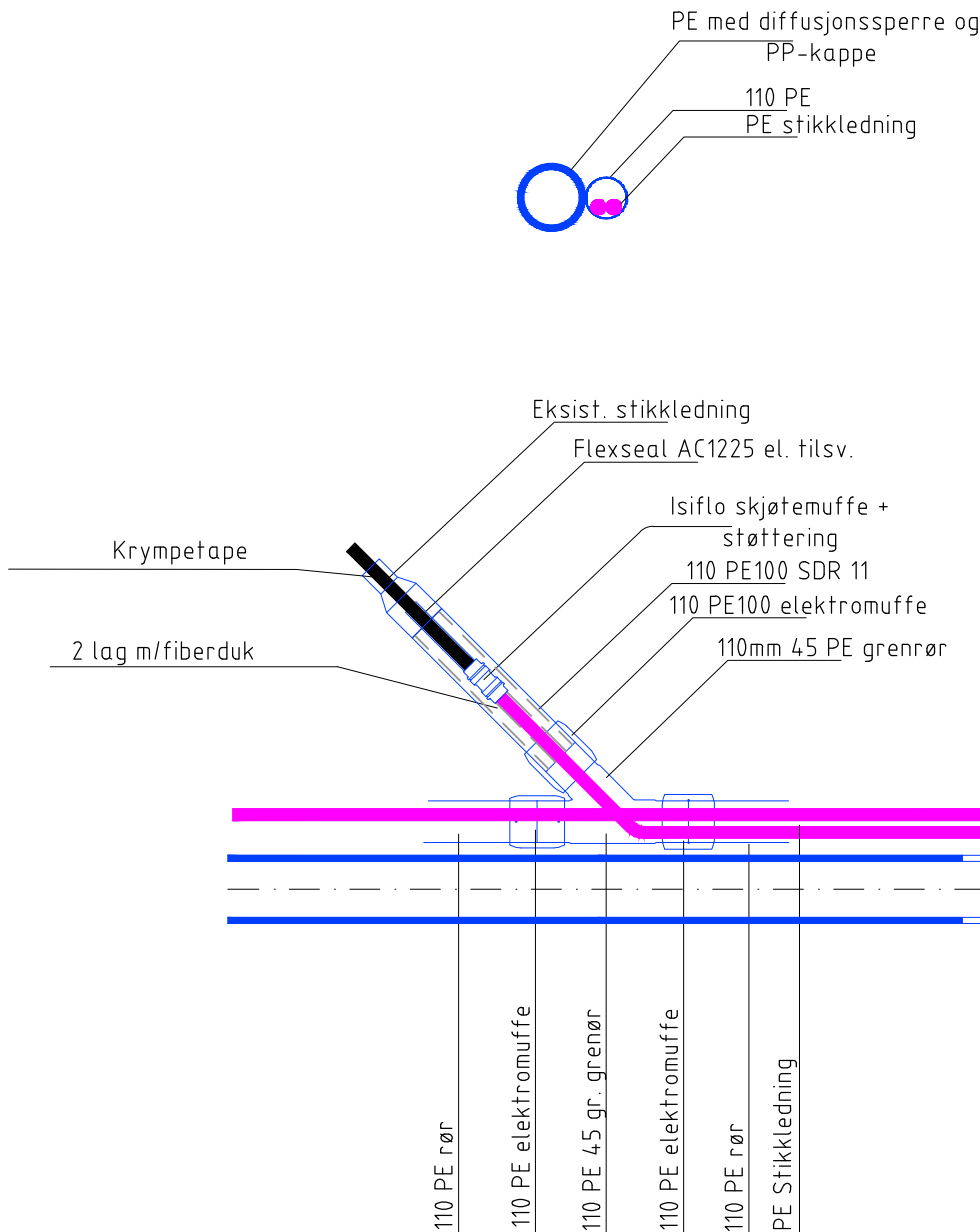 PE med diffusjonssperre og
PP-kappe
110 PE
PE stikkledning
Eksist. stikkledning
Flexseal AC1225 el. tilsv.
Isiflo skjøtemuffe +
støttering
Krympetape
110 PE100 SDR 11
110 PE100 elektromuffe
2 lag m/fiberduk
110mm 45 PE grenrør
110 PE rør
110 PE elektromuffe
110 PE 45 gr. grenør
110 PE elektromuffe
110 PE rør
PE Stikkledning